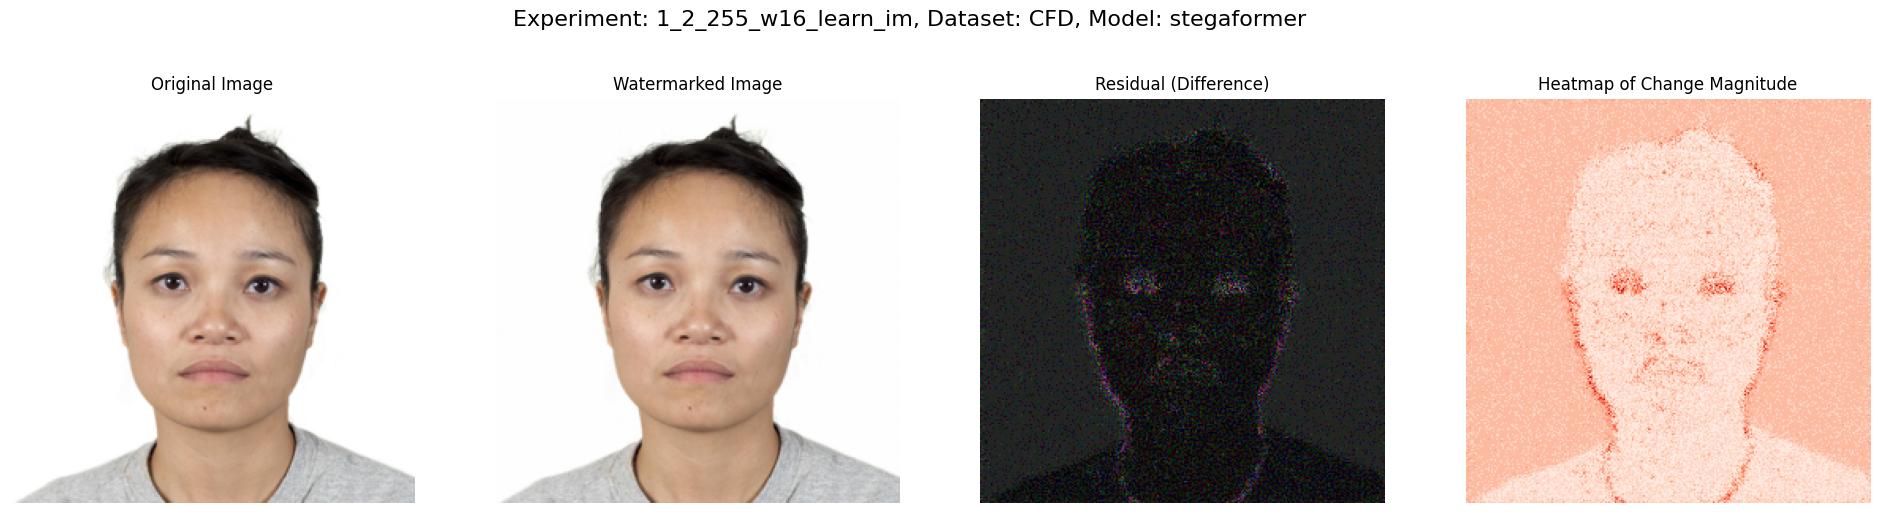 Experiment: 1_2_255_w16_learn_im, Dataset: CFD, Model: stegaformer
Original Image
Watermarked Image
Residual (Difference)
Heatmap of Change Magnitude